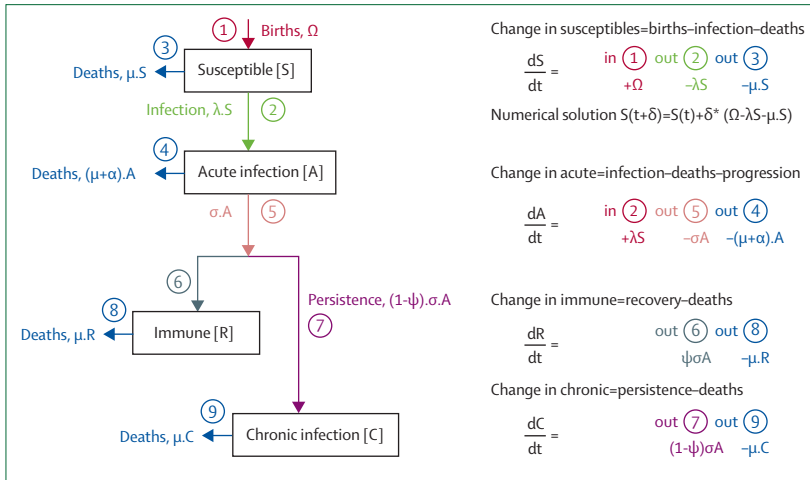 ① Births, Ω
③
Deaths, μ.S
Susceptible [S]
Infection, λ.S ②
④
Deaths, (μ+α).A
Acute infection [A]
σ.A ⑤
⑥
Persistence, (1-ψ).σ.A
⑦
⑧
Deaths, μ.R
Immune [R]
⑨
Deaths, μ.C
Chronic infection [C]
Change in susceptibles=births–infection–deaths
dS
dt
=
in ① out ② out ③
+Ω –λS –μ.S
Numerical solution S(t+δ)=S(t)+δ* (Ω-λS-μ.S)
Change in acute=infection–deaths–progression
dA
dt
=
in ② out ⑤ out ④
+λS –σA –(μ+α).A
Change in immune=recovery–deaths
dR
dt
=
out ⑥ out ⑧
ψσA –μ.R
Change in chronic=persistence–deaths
dC
dt
=
out ⑦ out ⑨
(1-ψ)σA –μ.C